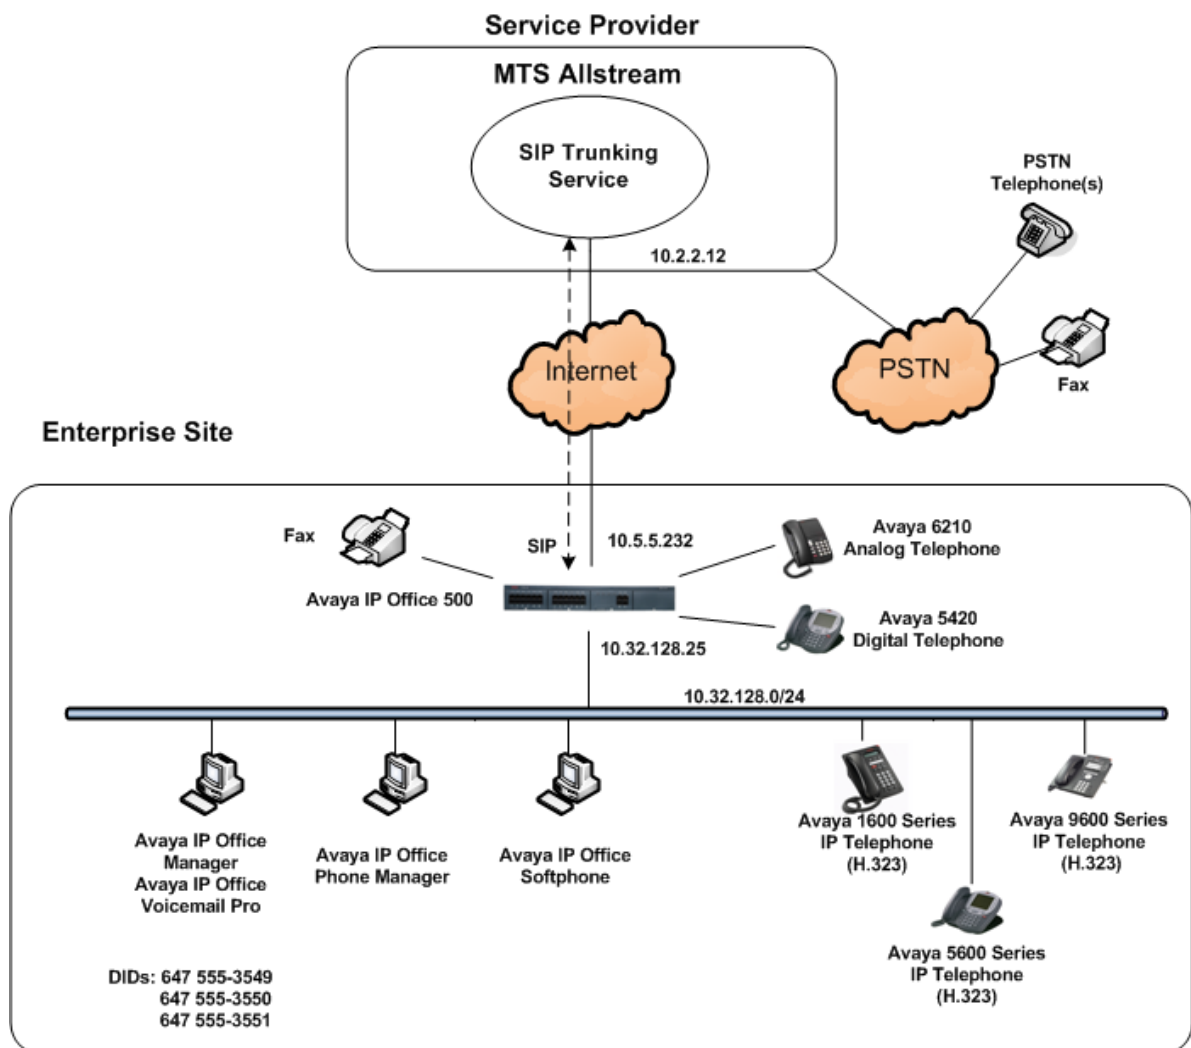 Service Provider
MTS Allstream
SIP Trunking
Service
10.2.2.12
PSTN
Telephone(s)
Internet
PSTN
Fax
Enterprise Site
Fax
SIP
10.5.5.232
Avaya 6210
Analog Telephone
Avaya IP Office 500
Avaya 5420
Digital Telephone
10.32.128.25
10.32.128.0/24
Avaya IP Office
Manager
Avaya IP Office
Voicemail Pro
Avaya IP Office
Phone Manager
Avaya IP Office
Softphone
Avaya 1600 Series
IP Telephone
(H.323)
Avaya 9600 Series
IP Telephone
(H.323)
Avaya 5600 Series
IP Telephone
(H.323)
DIDs: 647 555-3549
647 555-3550
647 555-3551